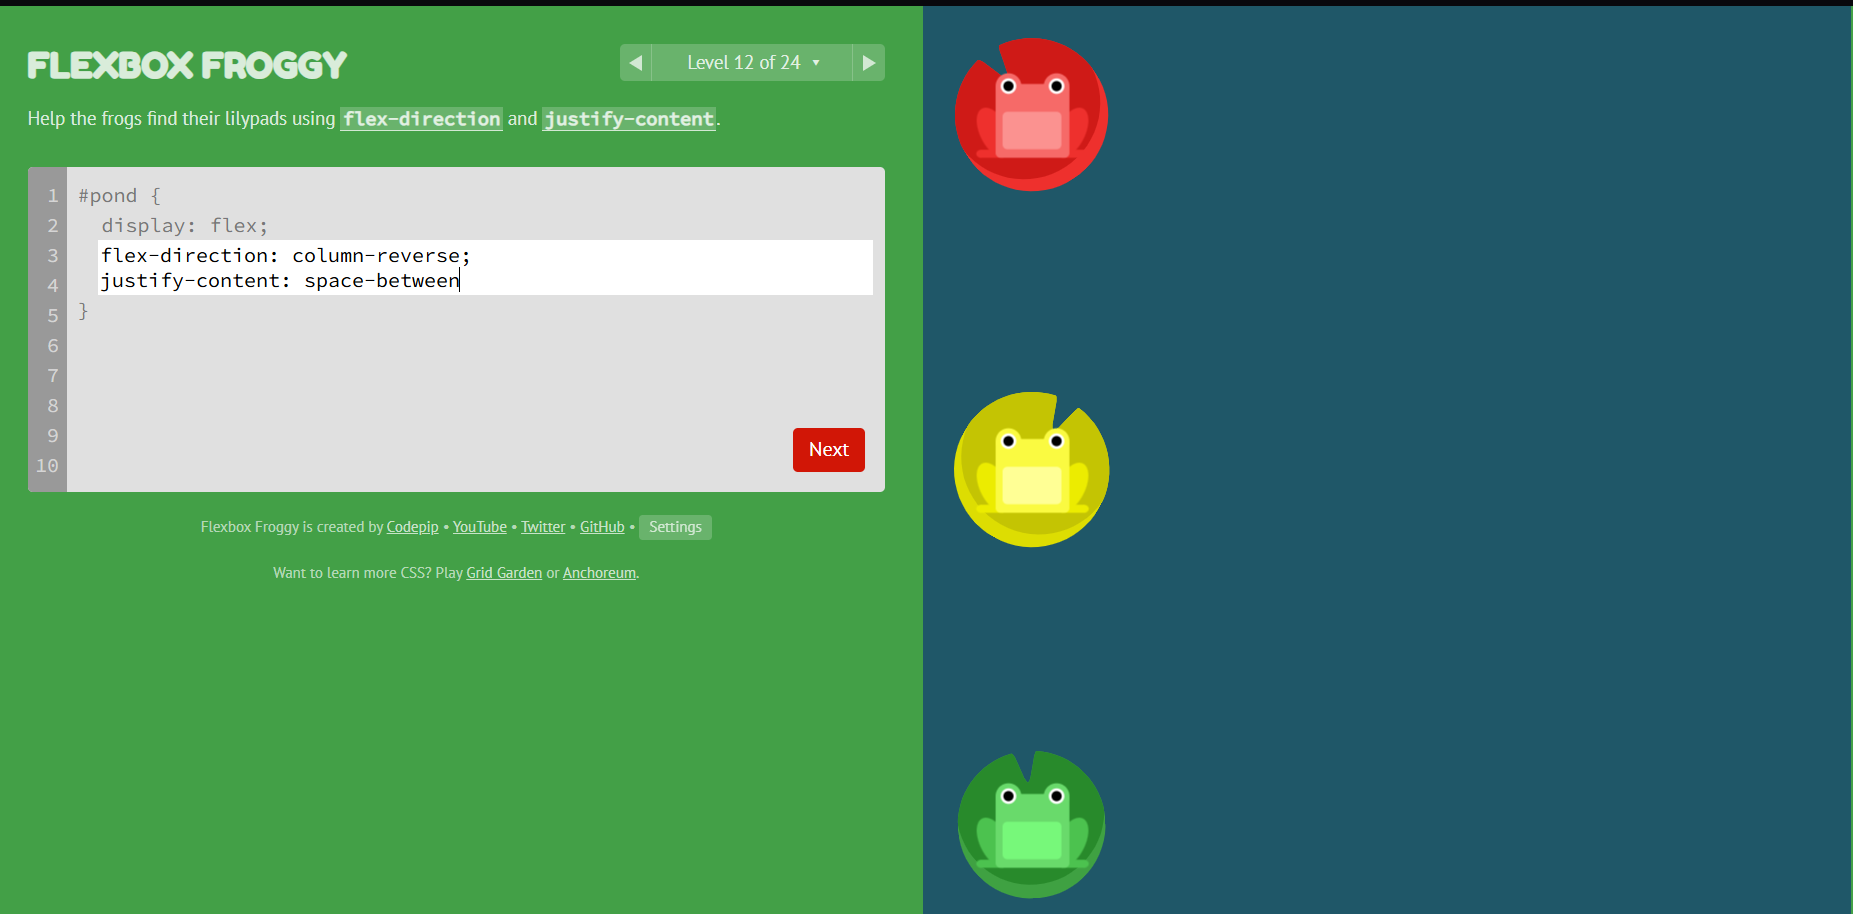 FLEXBOX FROGGY
Level 12 of 24 ▾
Help the frogs find their lilypads using flex-direction and justify-content.
1 #pond {
2 display: flex;
3 flex-direction: column-reverse;
4 justify-content: space-between
5 }
6
7
8
9
10
Next
Flexbox Froggy is created by Codepip • YouTube • Twitter • GitHub • Settings
Want to learn more CSS? Play Grid Garden or Anchoreum.